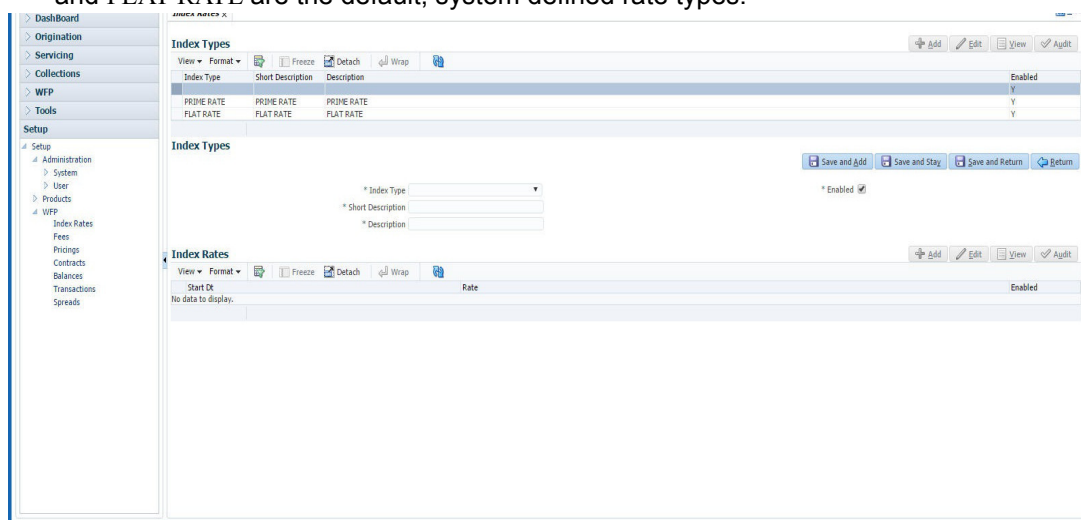 and FLAT RATE are the default, system defined rate types.
DashBoard
Origination
Servicing
Collections
WFP
Tools
Setup
Setup
Administration
System
User
Products
WFP
Index Rates
Fees
Pricings
Contracts
Balances
Transactions
Spreads
Index Rates x
Index Types
Add Edit View Audit
View Format Freeze Detach Wrap
Index Type Short Description Description Enabled
Y
PRIME RATE PRIME RATE PRIME RATE Y
FLAT RATE FLAT RATE FLAT RATE Y
Index Types
Save and Add Save and Stay Save and Return Return
* Index Type * Enabled
* Short Description
* Description
Index Rates
Add Edit View Audit
View Format Freeze Detach Wrap
Start Dt Rate Enabled
No data to display.